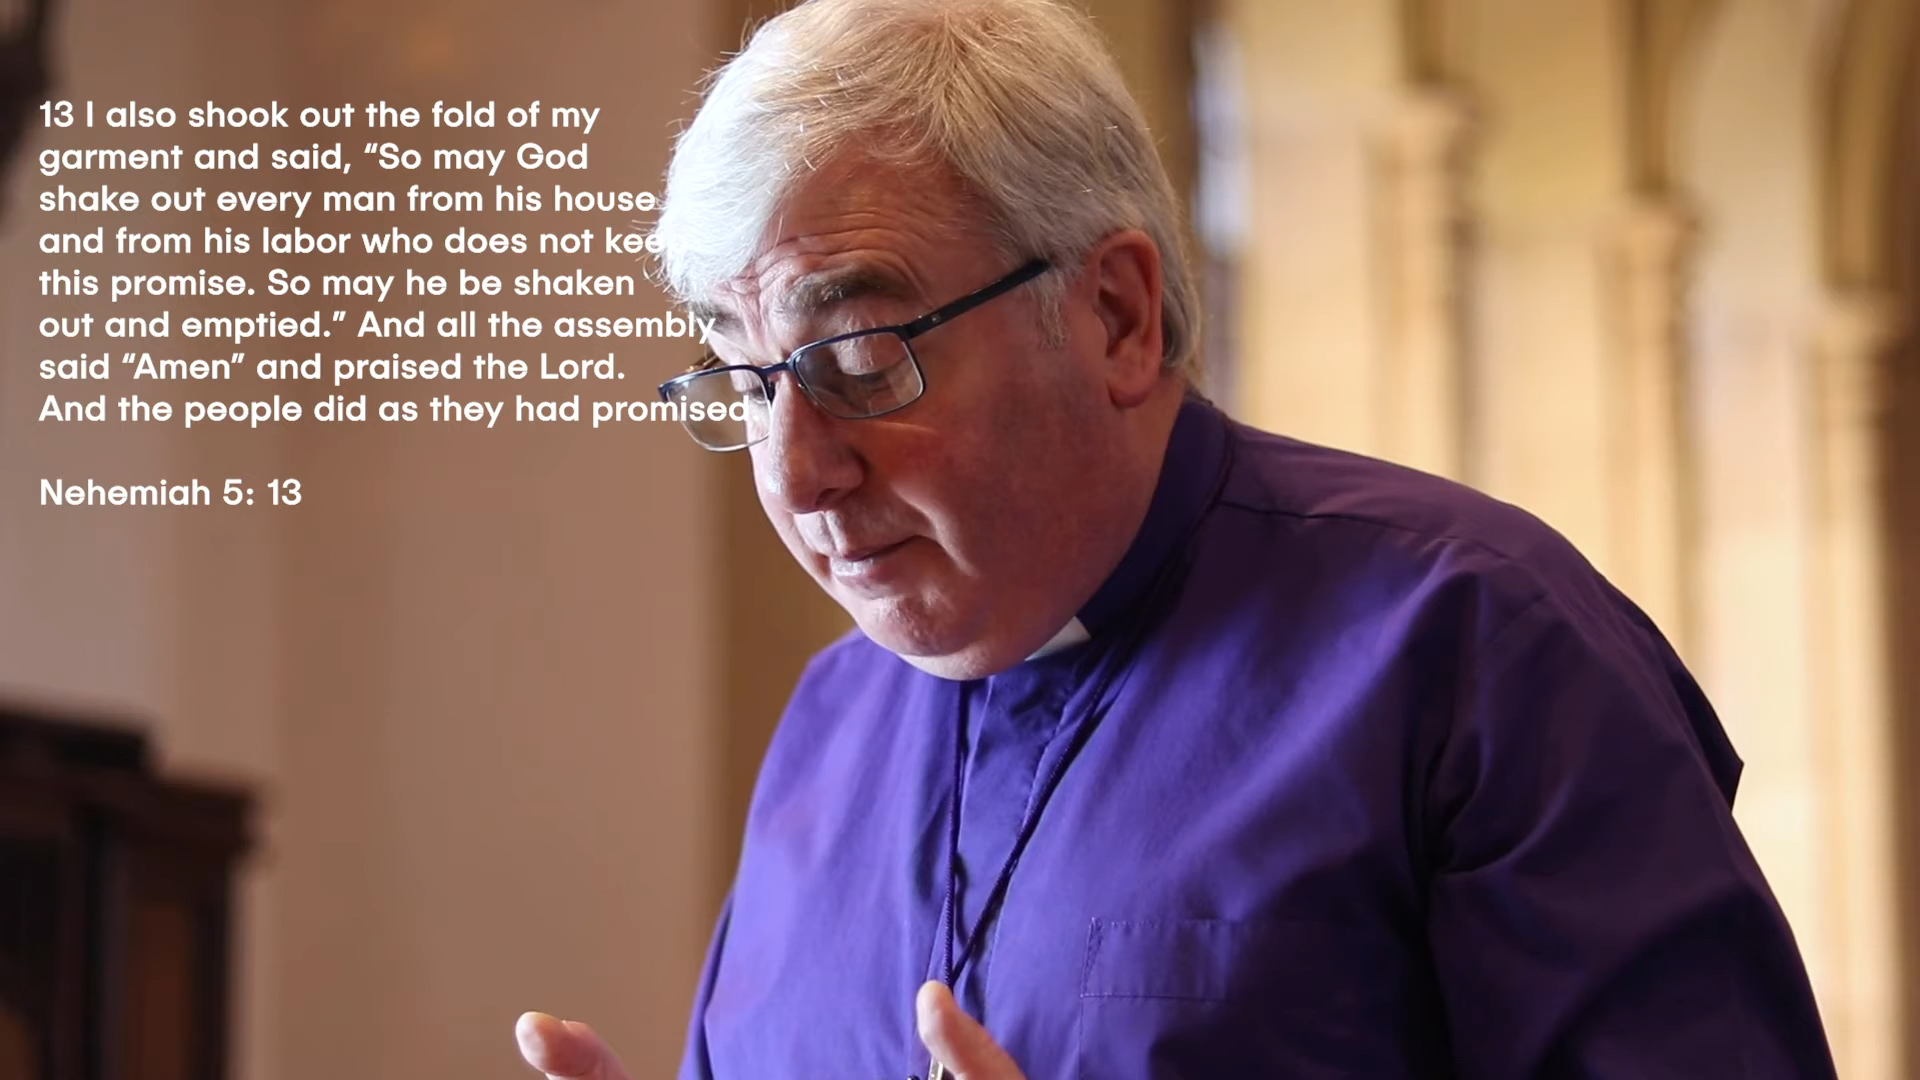 13 I also shook out the fold of my
garment and said, “So may God
shake out every man from his house
and from his labor who does not keep
this promise. So may he be shaken
out and emptied.” And all the assembly
said “Amen” and praised the Lord.
And the people did as they had promised.
Nehemiah 5: 13